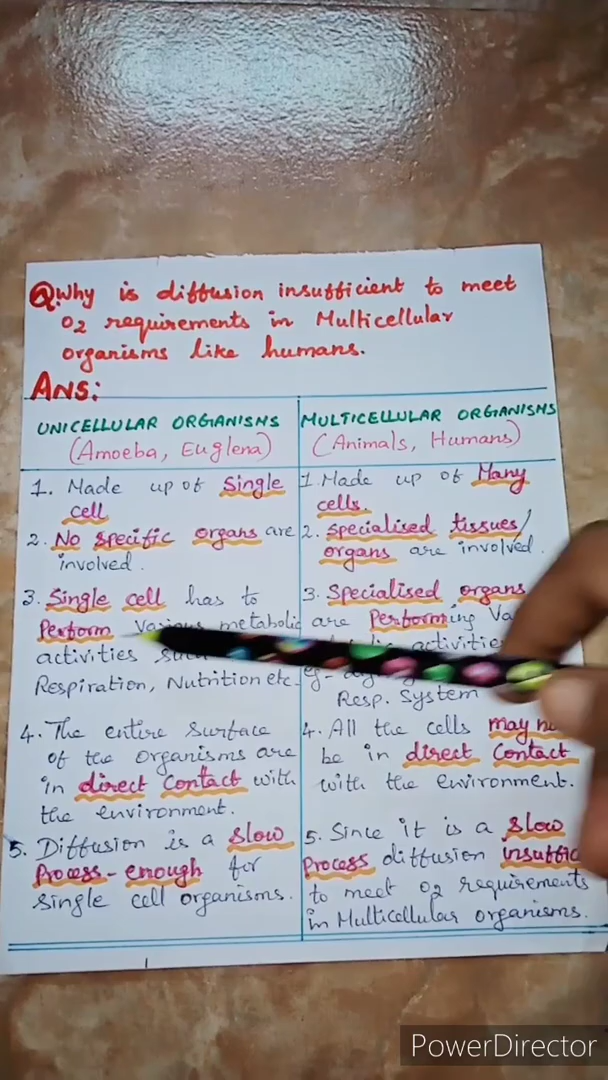 Q Why is diffusion insufficient to meet
O2 requirements in Multicellular
organisms like humans.
Ans:
UNICELLULAR ORGANISMS
(Amoeba, Euglena)
1. Made up of Single
cell
2. No specific organs are
involved.
3. Single cell has to
Perform Various metabolic
activities such
Respiration, Nutrition etc.
4. The entire surface
of the organisms are
in direct Contact with
the environment.
5. Diffusion is a slow
Process - enough for
single cell organisms.
MULTICELLULAR ORGANISMS
(Animals, Humans)
1. Made up of Many
cells.
2. Specialised tissues/
organs are involved.
3. Specialised organs
are Performing Va
activitie
Resp. System
4. All the cells may n
be in direct Contact
with the environment.
5. Since it is a slow
Process diffusion insuffic
to meet O2 requirements
in Multicellular organisms.
PowerDirector